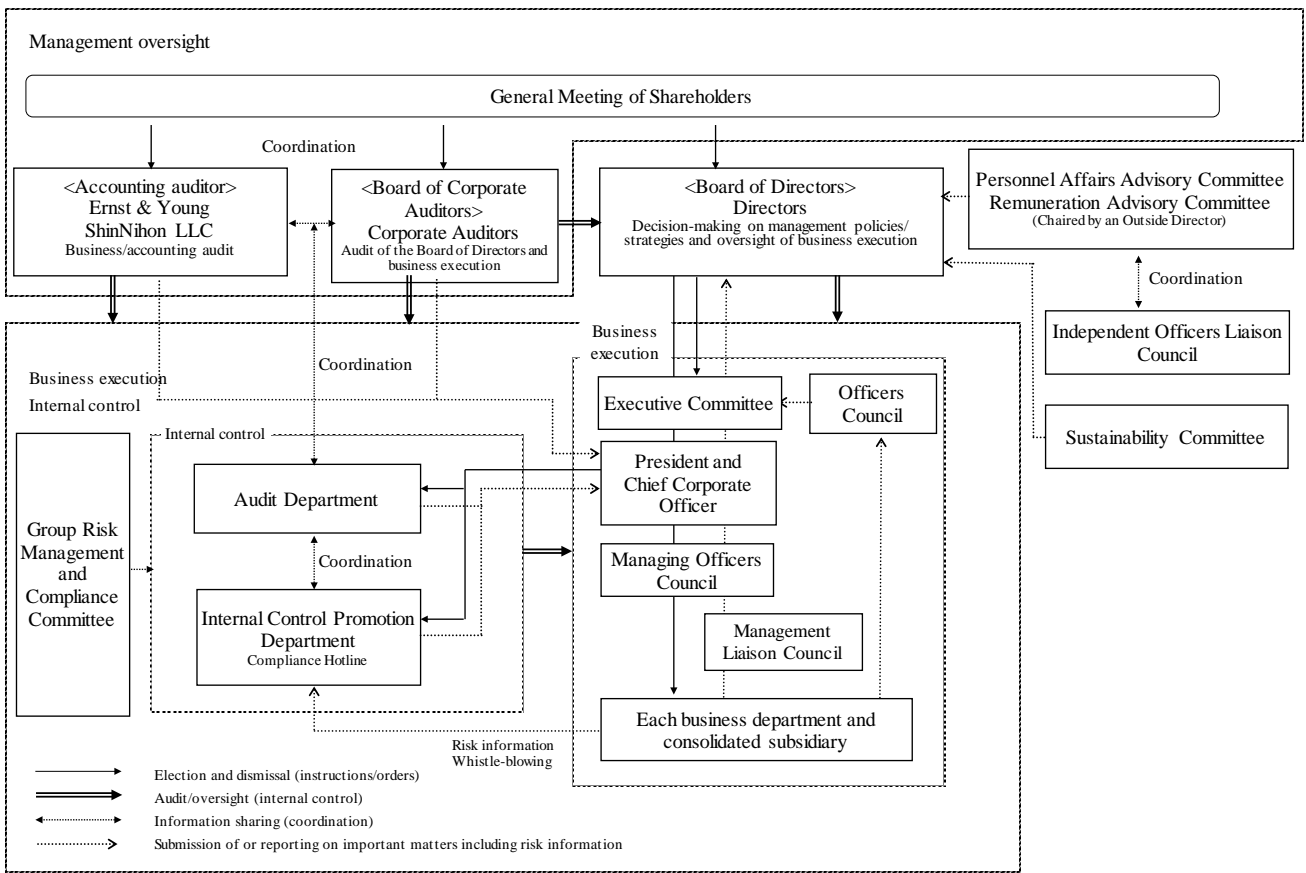 Management oversight
General Meeting of Shareholders
Coordination
<Accounting auditor>
Ernst & Young
ShinNihon LLC
Business/accounting audit
<Board of Corporate
Auditors>
Corporate Auditors
Audit of the Board of Directors and
business execution
<Board of Directors>
Directors
Decision-making on management policies/
strategies and oversight of business execution
Personnel Affairs Advisory Committee
Remuneration Advisory Committee
(Chaired by an Outside Director)
Coordination
Independent Officers Liaison
Council
Sustainability Committee
Business execution
Internal control
Coordination
Business
execution
Executive Committee
Officers
Council
Internal control
President and
Chief Corporate
Officer
Audit Department
Group Risk
Management
and
Compliance
Committee
Coordination
Managing Officers
Council
Internal Control Promotion
Department
Compliance Hotline
Management
Liaison Council
Each business department and
consolidated subsidiary
Risk information
Whistle-blowing
Election and dismissal (instructions/orders)
Audit/oversight (internal control)
Information sharing (coordination)
Submission of or reporting on important matters including risk information